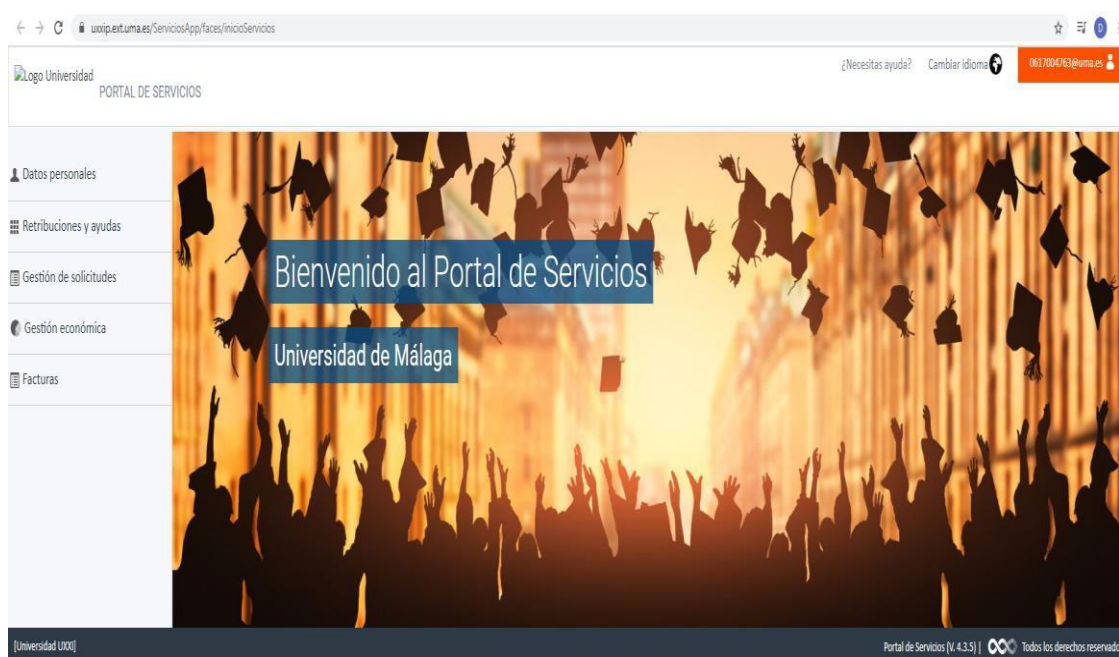 uxxip.ext.uma.es/ServiciosApp/faces/inicioServicios
D
Logo Universidad
PORTAL DE SERVICIOS
¿Necesitas ayuda? Cambiar idioma
0617004763@uma.es
Datos personales
Retribuciones y ayudas
Gestión de solicitudes
Gestión económica
Facturas
Bienvenido al Portal de Servicios
Universidad de Málaga
[Universidad UXXI]
Portal de Servicios (V. 4.3.5) | Todos los derechos reservado